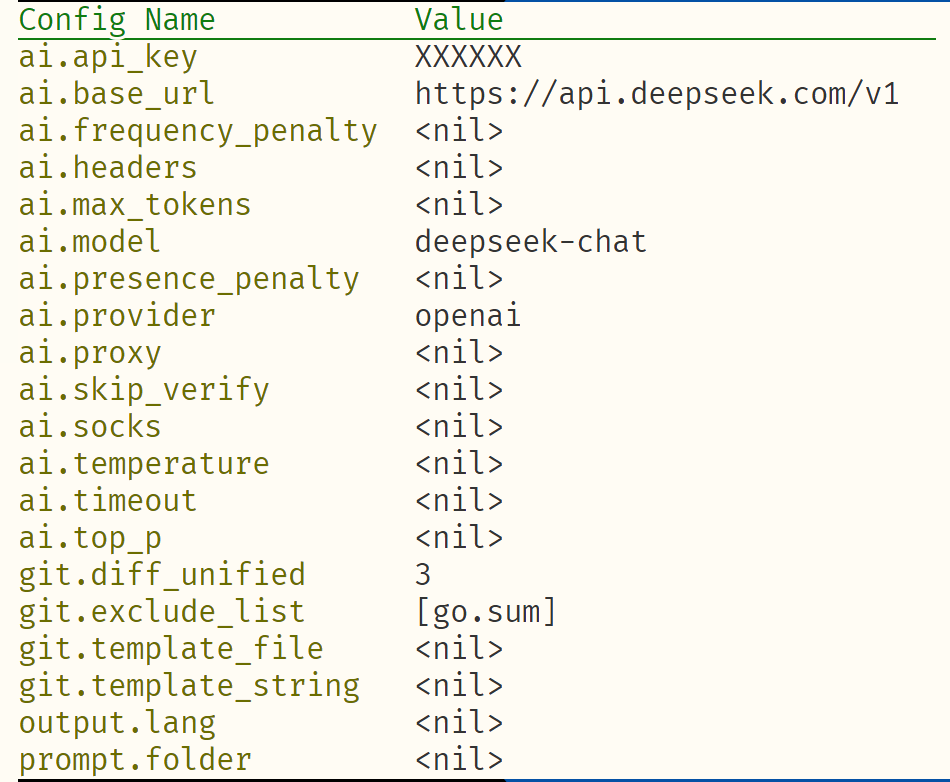 Config Name Value
ai.api_key XXXXXX
ai.base_url https://api.deepseek.com/v1
ai.frequency_penalty <nil>
ai.headers <nil>
ai.max_tokens <nil>
ai.model deepseek-chat
ai.presence_penalty <nil>
ai.provider openai
ai.proxy <nil>
ai.skip_verify <nil>
ai.socks <nil>
ai.temperature <nil>
ai.timeout <nil>
ai.top_p <nil>
git.diff_unified 3
git.exclude_list [go.sum]
git.template_file <nil>
git.template_string <nil>
output.lang <nil>
prompt.folder <nil>